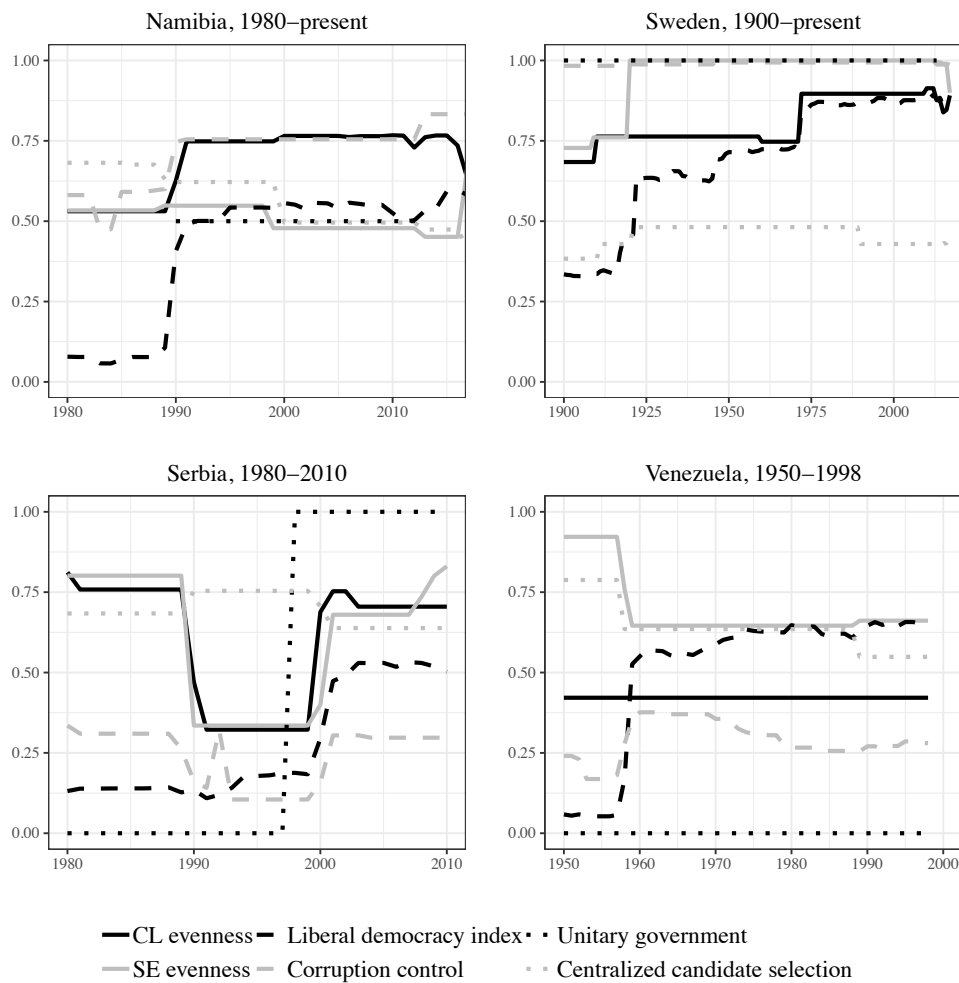 Namibia, 1980−present
Sweden, 1900−present
1.00
0.75
0.50
0.25
0.00
1980 1990 2000 2010
1.00
0.75
0.50
0.25
0.00
1900 1925 1950 1975 2000
Serbia, 1980−2010
Venezuela, 1950−1998
1.00
0.75
0.50
0.25
0.00
1980 1990 2000 2010
1.00
0.75
0.50
0.25
0.00
1950 1960 1970 1980 1990 2000
CL evenness Liberal democracy index Unitary government
SE evenness Corruption control Centralized candidate selection